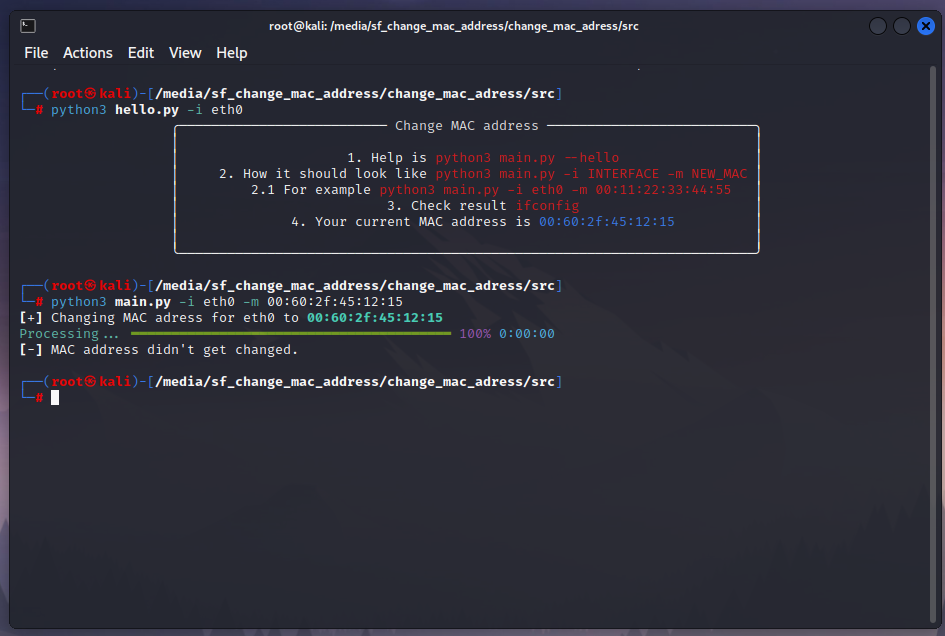 root@kali: /media/sf_change_mac_address/change_mac_adress/src
File Actions Edit View Help
┌──(root㉿kali)-[/media/sf_change_mac_address/change_mac_adress/src]
└─# python3 hello.py -i eth0
Change MAC address
1. Help is python3 main.py --hello
2. How it should look like python3 main.py -i INTERFACE -m NEW_MAC
2.1 For example python3 main.py -i eth0 -m 00:11:22:33:44:55
3. Check result ifconfig
4. Your current MAC address is 00:60:2f:45:12:15
┌──(root㉿kali)-[/media/sf_change_mac_address/change_mac_adress/src]
└─# python3 main.py -i eth0 -m 00:60:2f:45:12:15
[+] Changing MAC adress for eth0 to 00:60:2f:45:12:15
Processing... 100% 0:00:00
[-] MAC address didn't get changed.
┌──(root㉿kali)-[/media/sf_change_mac_address/change_mac_adress/src]
└─#